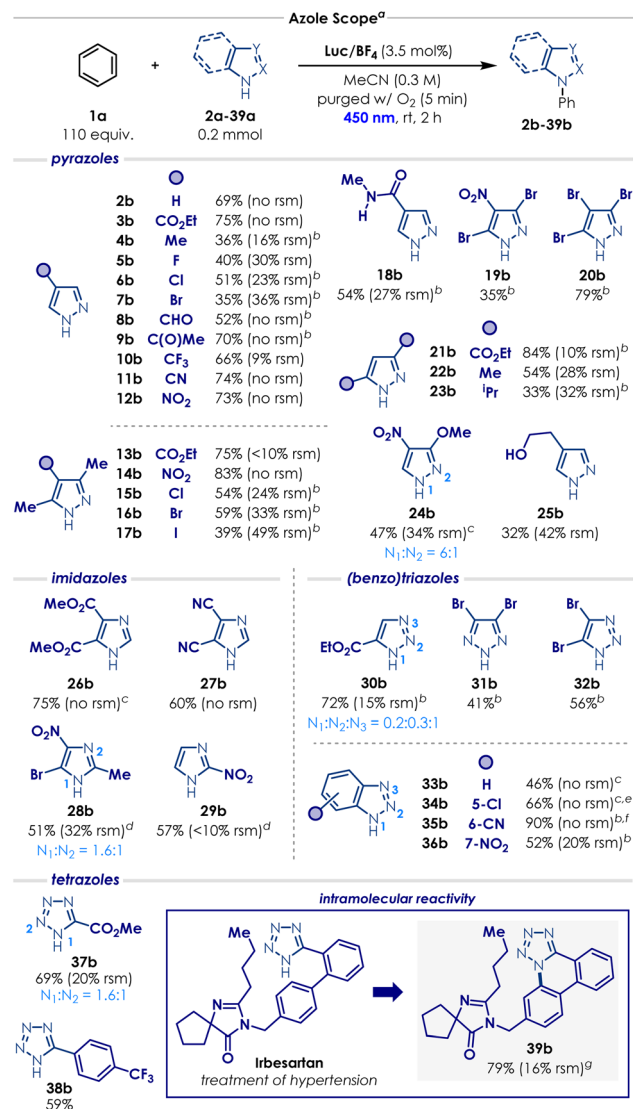 Azole Scopeᵃ
1a
110 equiv.
+
2a-39a
0.2 mmol
Luc/BF₄ (3.5 mol%)
MeCN (0.3 M)
purged w/ O₂ (5 min)
450 nm, rt, 2 h
2b-39b
pyrazoles
2b H 69% (no rsm)
3b CO₂Et 75% (no rsm)
4b Me 36% (16% rsm)ᵇ
5b F 40% (30% rsm)
6b Cl 51% (23% rsm)ᵇ
7b Br 35% (36% rsm)ᵇ
8b CHO 52% (no rsm)ᵇ
9b C(O)Me 70% (no rsm)ᵇ
10b CF₃ 66% (9% rsm)
11b CN 74% (no rsm)
12b NO₂ 73% (no rsm)
18b
54% (27% rsm)ᵇ
19b
35%ᵇ
20b
79%ᵇ
21b CO₂Et 84% (10% rsm)ᵇ
22b Me 54% (28% rsm)
23b ⁱPr 33% (32% rsm)ᵇ
13b CO₂Et 75% (<10% rsm)
14b NO₂ 83% (no rsm)
15b Cl 54% (24% rsm)ᵇ
16b Br 59% (33% rsm)ᵇ
17b I 39% (49% rsm)ᵇ
24b
47% (34% rsm)ᶜ
N₁:N₂ = 6:1
25b
32% (42% rsm)
imidazoles
26b
75% (no rsm)ᶜ
27b
60% (no rsm)
28b
51% (32% rsm)ᵈ
N₁:N₂ = 1.6:1
29b
57% (<10% rsm)ᵈ
(benzo)triazoles
30b
72% (15% rsm)ᵇ
N₁:N₂:N₃ = 0.2:0.3:1
31b
41%ᵇ
32b
56%ᵇ
33b H 46% (no rsm)ᶜ
34b 5-Cl 66% (no rsm)ᶜ,ᵉ
35b 6-CN 90% (no rsm)ᵇ,ᶠ
36b 7-NO₂ 52% (20% rsm)ᵇ
tetrazoles
37b
69% (20% rsm)
N₁:N₂ = 1.6:1
38b
59%
intramolecular reactivity
Irbesartan
treatment of hypertension
39b
79% (16% rsm)ᵍ